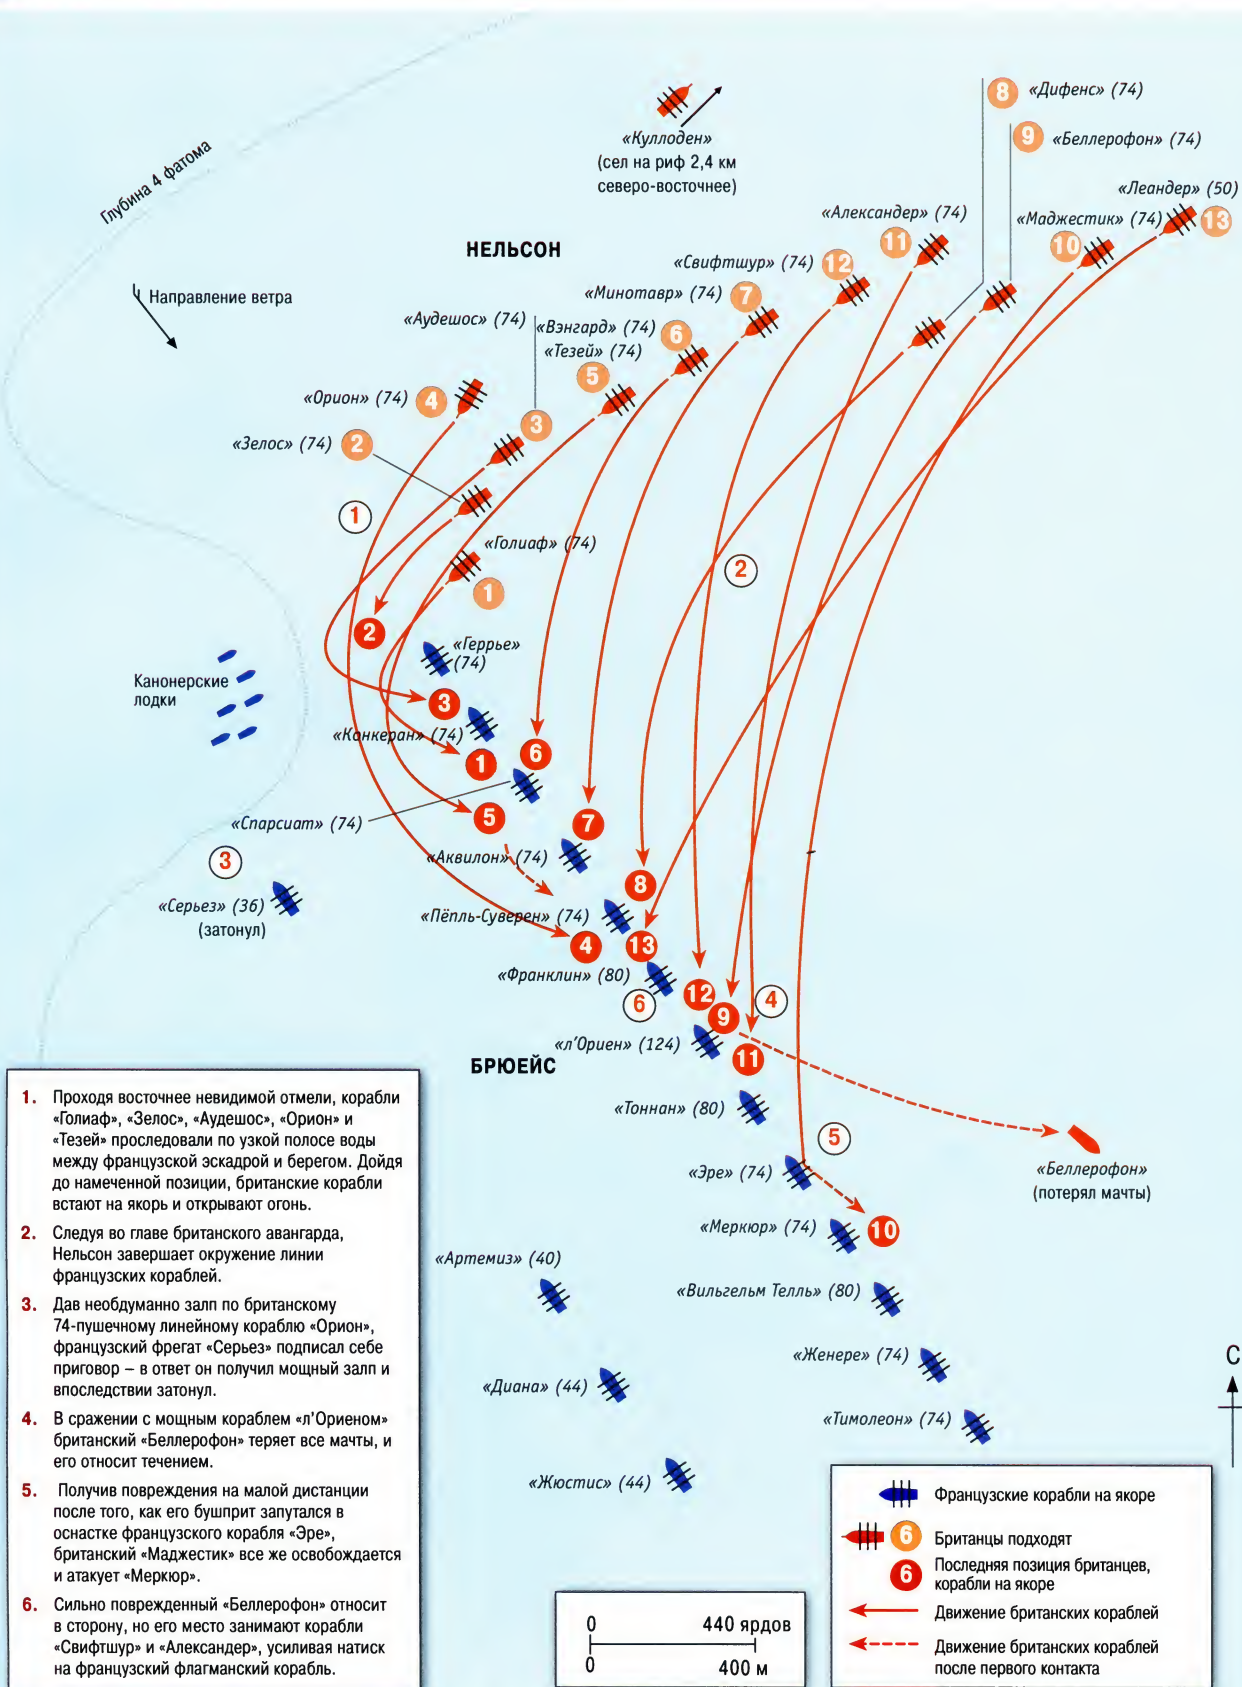 8 «Дифенс» (74)
«Куллоден»
(сел на риф 2,4 км
северо-восточнее)
9 «Беллерофон» (74)
Глубина 4 фатома
«Леандер» (50)
13
«Александер» (74)
11
«Маджестик» (74)
10
НЕЛЬСОН
«Свифтшур» (74) 12
Направление ветра
«Минотавр» (74) 7
«Аудешос» (74)
«Вэнгард» (74) 6
«Тезей» (74)
5
«Орион» (74) 4
3
«Зелос» (74) 2
1
«Голиаф» (74)
1
2
2
«Геррье»
(74)
Канонерские
лодки
3
«Конкеран» (74)
1
6
«Спарсиат» (74)
5
7
3
«Аквилон» (74)
8
«Серьез» (36)
(затонул)
«Пёпль-Суверен» (74)
4
13
«Франклин» (80)
6
12
9
4
«л’Ориен» (124)
11
БРЮЕЙС
«Тоннан» (80)
5
«Эре» (74)
«Беллерофон»
(потерял мачты)
«Меркюр» (74)
10
«Артемиз» (40)
«Вильгельм Телль» (80)
«Женере» (74)
«Диана» (44)
«Тимолеон» (74)
«Жюстис» (44)
С
1. Проходя восточнее невидимой отмели, корабли
«Голиаф», «Зелос», «Аудешос», «Орион» и
«Тезей» проследовали по узкой полосе воды
между французской эскадрой и берегом. Дойдя
до намеченной позиции, британские корабли
встают на якорь и открывают огонь.
2. Следуя во главе британского авангарда,
Нельсон завершает окружение линии
французских кораблей.
3. Дав необдуманно залп по британскому
74-пушечному линейному кораблю «Орион»,
французский фрегат «Серьез» подписал себе
приговор – в ответ он получил мощный залп и
впоследствии затонул.
4. В сражении с мощным кораблем «л’Ориеном»
британский «Беллерофон» теряет все мачты, и
его относит течением.
5. Получив повреждения на малой дистанции
после того, как его бушприт запутался в
оснастке французского корабля «Эре»,
британский «Маджестик» все же освобождается
и атакует «Меркюр».
6. Сильно поврежденный «Беллерофон» относит
в сторону, но его место занимают корабли
«Свифтшур» и «Александер», усиливая натиск
на французский флагманский корабль.
0 440 ярдов
0 400 м
Французские корабли на якоре
6 Британцы подходят
6 Последняя позиция британцев,
корабли на якоре
Движение британских кораблей
Движение британских кораблей
после первого контакта